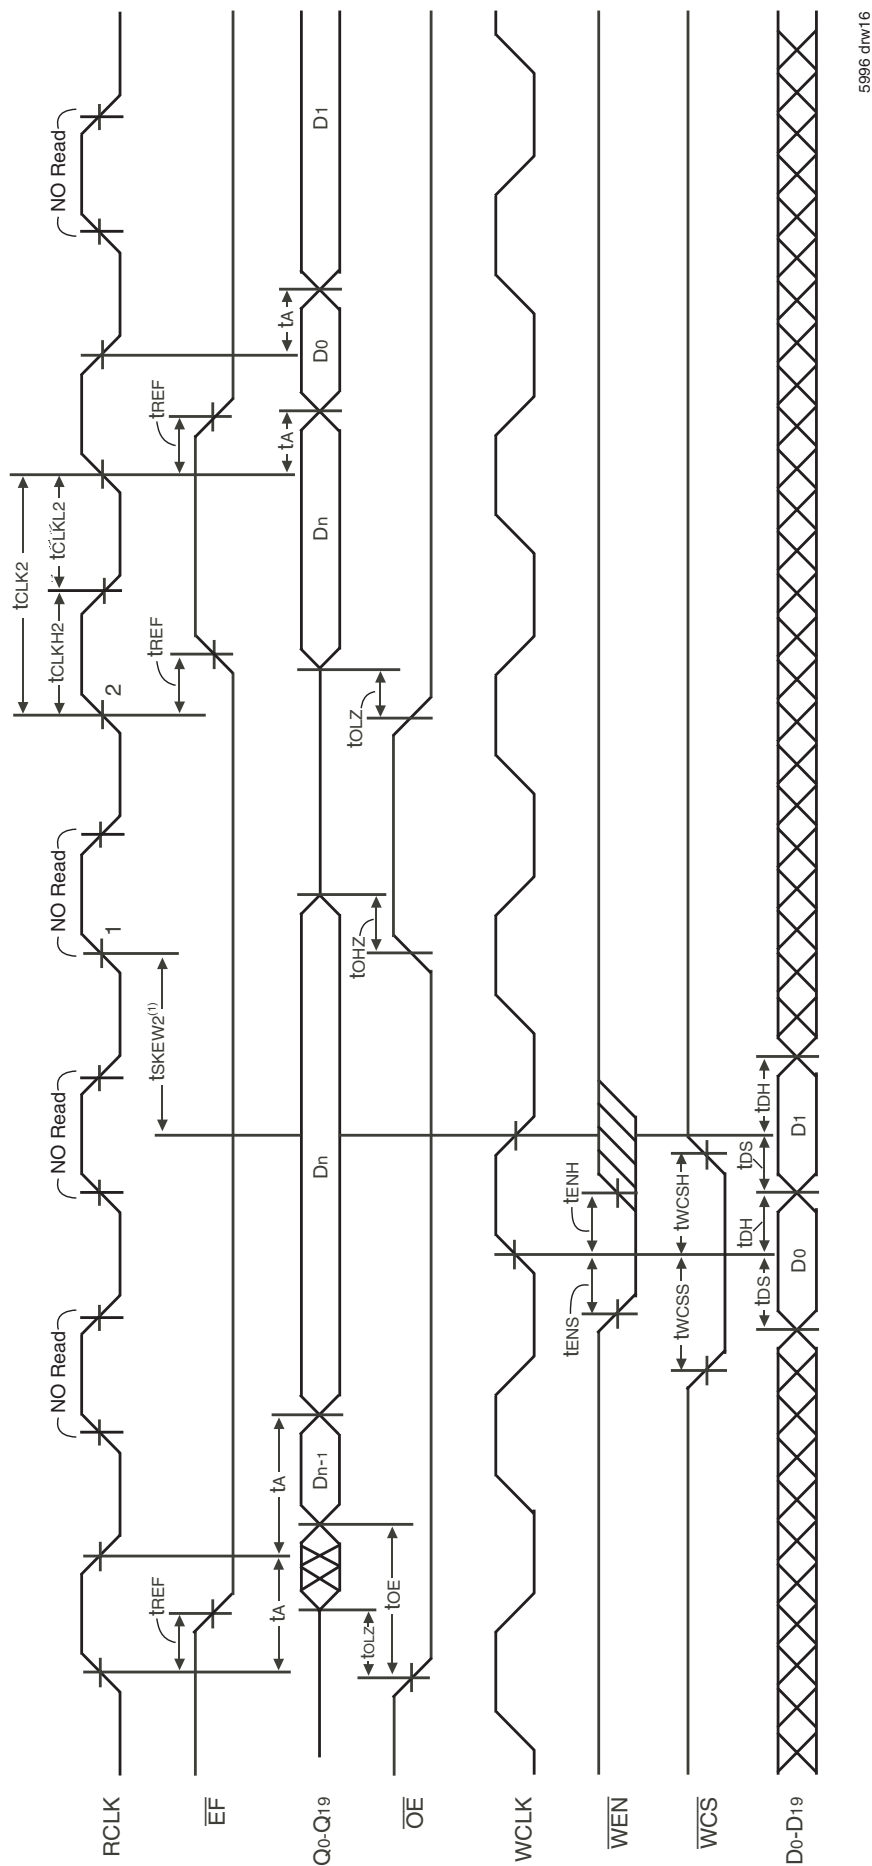 RCLK
NO Read
NO Read
1
NO Read
2
NO Read
tCLK2
tCLKH2
tCLKL2
tSKEW2(1)
EF
tREF
tREF
tREF
Q0-Q19
tA
tA
Dn-1
Dn
Dn
tA
D0
tA
D1
OE
tOLZ
tOE
tOHZ
tOLZ
WCLK
WEN
tENS
tENH
WCS
tWCSS
tWCSH
D0-D19
tDS
tDH
tDS
tDH
D0
D1
5996 drw16